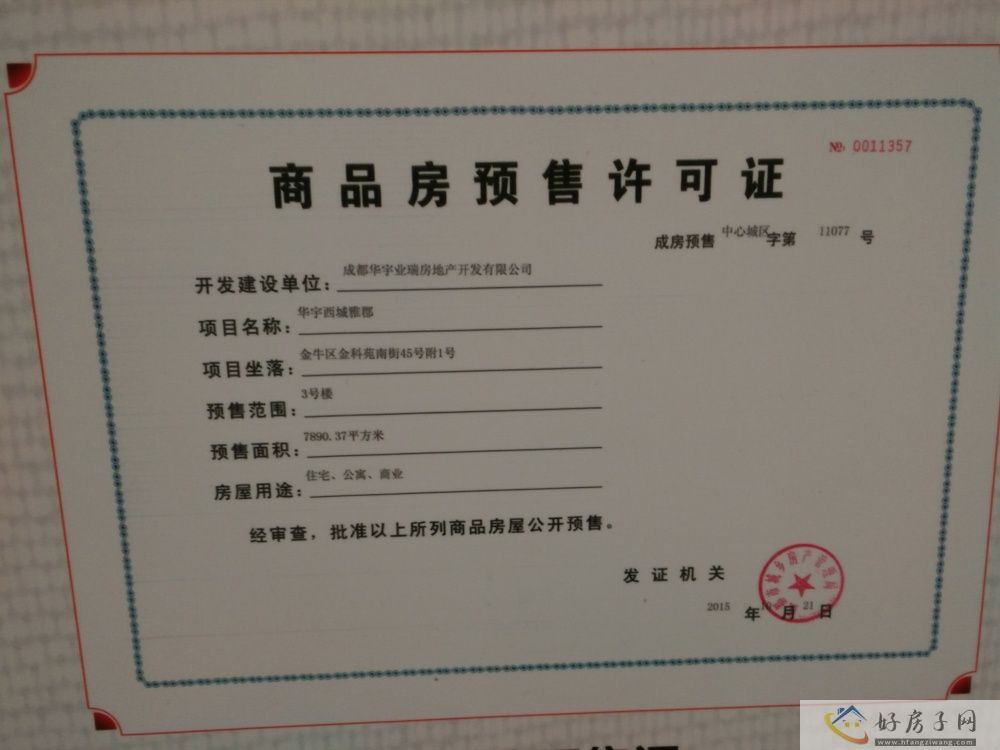 № 0011357
商品房预售许可证
成房预售 中心城区 字第 11077 号
开发建设单位：成都华宇业瑞房地产开发有限公司
项目名称：华宇西城雅郡
项目坐落：金牛区金科苑南街45号附1号
预售范围：3号楼
预售面积：7890.37平方米
房屋用途：住宅、公寓、商业
经审查，批准以上所列商品房屋公开预售。
发证机关
2015 年 10 月 21 日
好房子网
www.hfangziwang.com